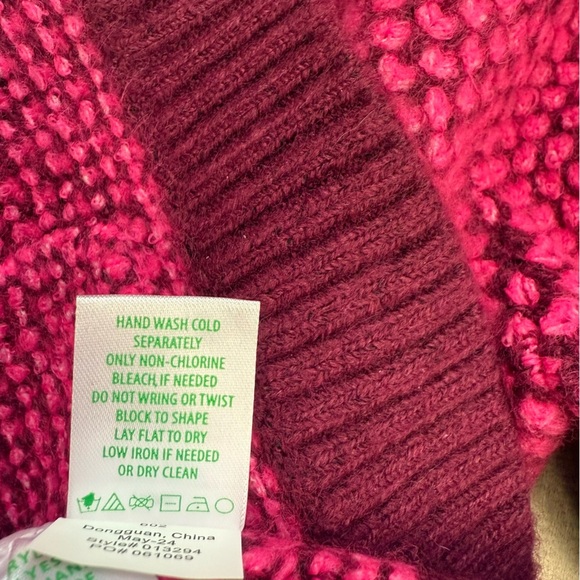 HAND WASH COLD
SEPARATELY
ONLY NON-CHLORINE
BLEACH, IF NEEDED
DO NOT WRING OR TWIST
BLOCK TO SHAPE
LAY FLAT TO DRY
LOW IRON IF NEEDED
OR DRY CLEAN
Dongguan, China
May-24
Style# 013294
PO# 061069